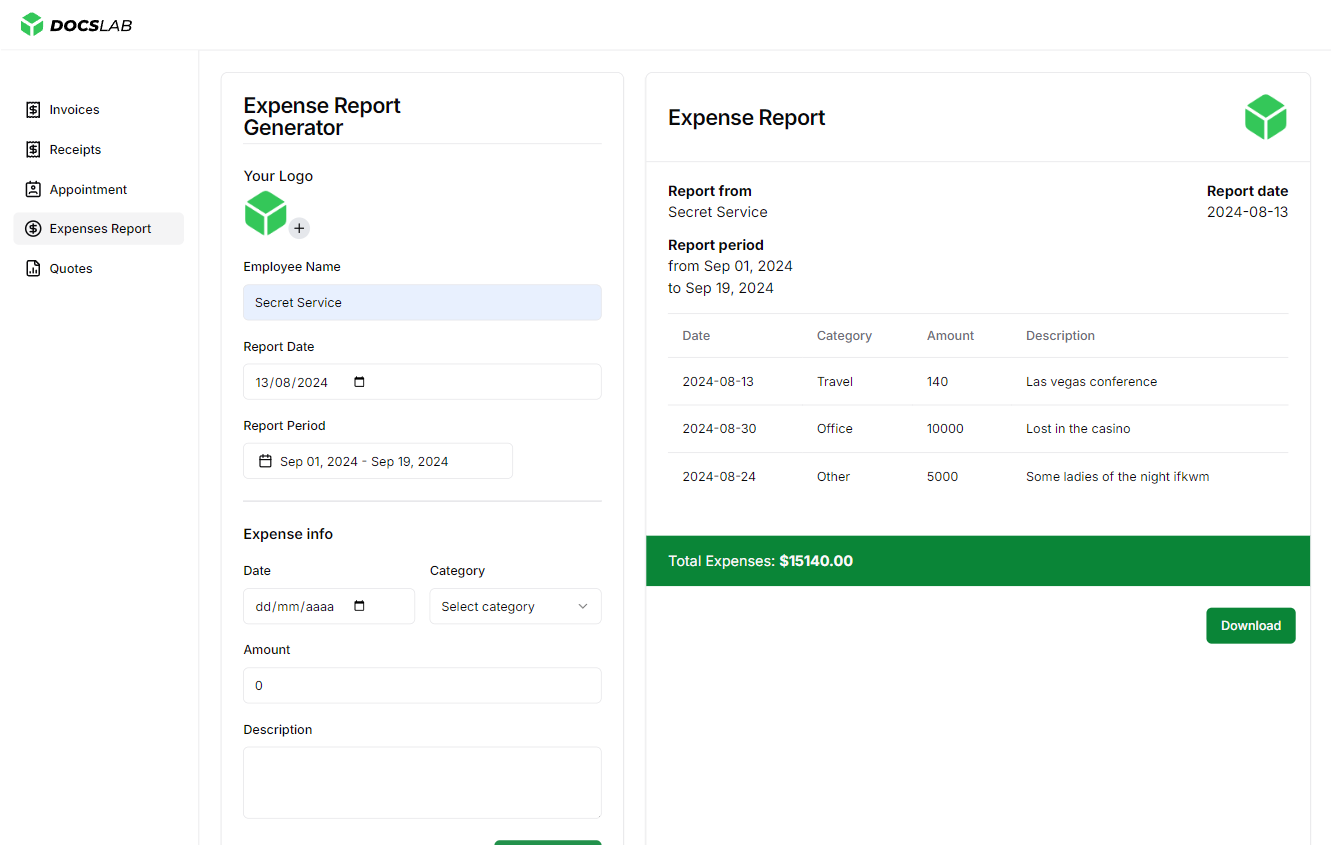 DOCSLAB
Invoices
Receipts
Appointment
Expenses Report
Quotes
Expense Report
Generator
Your Logo
Employee Name
Secret Service
Report Date
13/08/2024
Report Period
Sep 01, 2024 - Sep 19, 2024
Expense info
Date Category
dd/mm/aaaa Select category
Amount
0
Description
Expense Report
Report from Report date
Secret Service 2024-08-13
Report period
from Sep 01, 2024
to Sep 19, 2024
Date Category Amount Description
2024-08-13 Travel 140 Las vegas conference
2024-08-30 Office 10000 Lost in the casino
2024-08-24 Other 5000 Some ladies of the night ifkwm
Total Expenses: $15140.00
Download